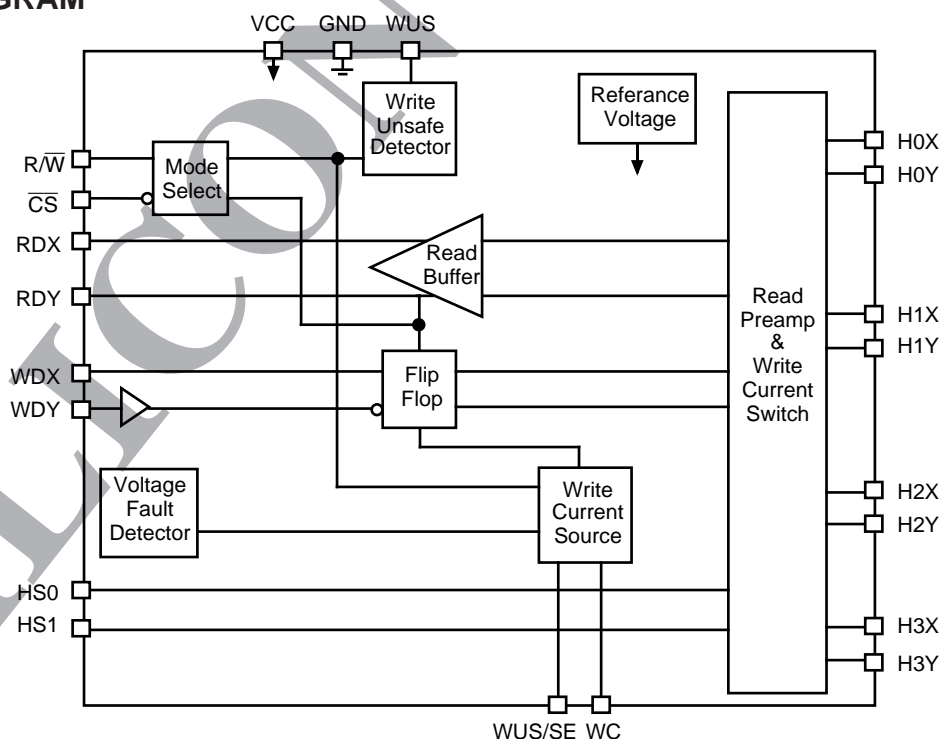 GRAM
VCC GND WUS
Write
Unsafe
Detector
Referance
Voltage
R/W̅
C̅S̅
Mode
Select
RDX
RDY
Read
Buffer
WDX
WDY
Flip
Flop
Voltage
Fault
Detector
Write
Current
Source
HS0
HS1
Read
Preamp
&
Write
Current
Switch
H0X
H0Y
H1X
H1Y
H2X
H2Y
H3X
H3Y
WUS/SE WC
LICON